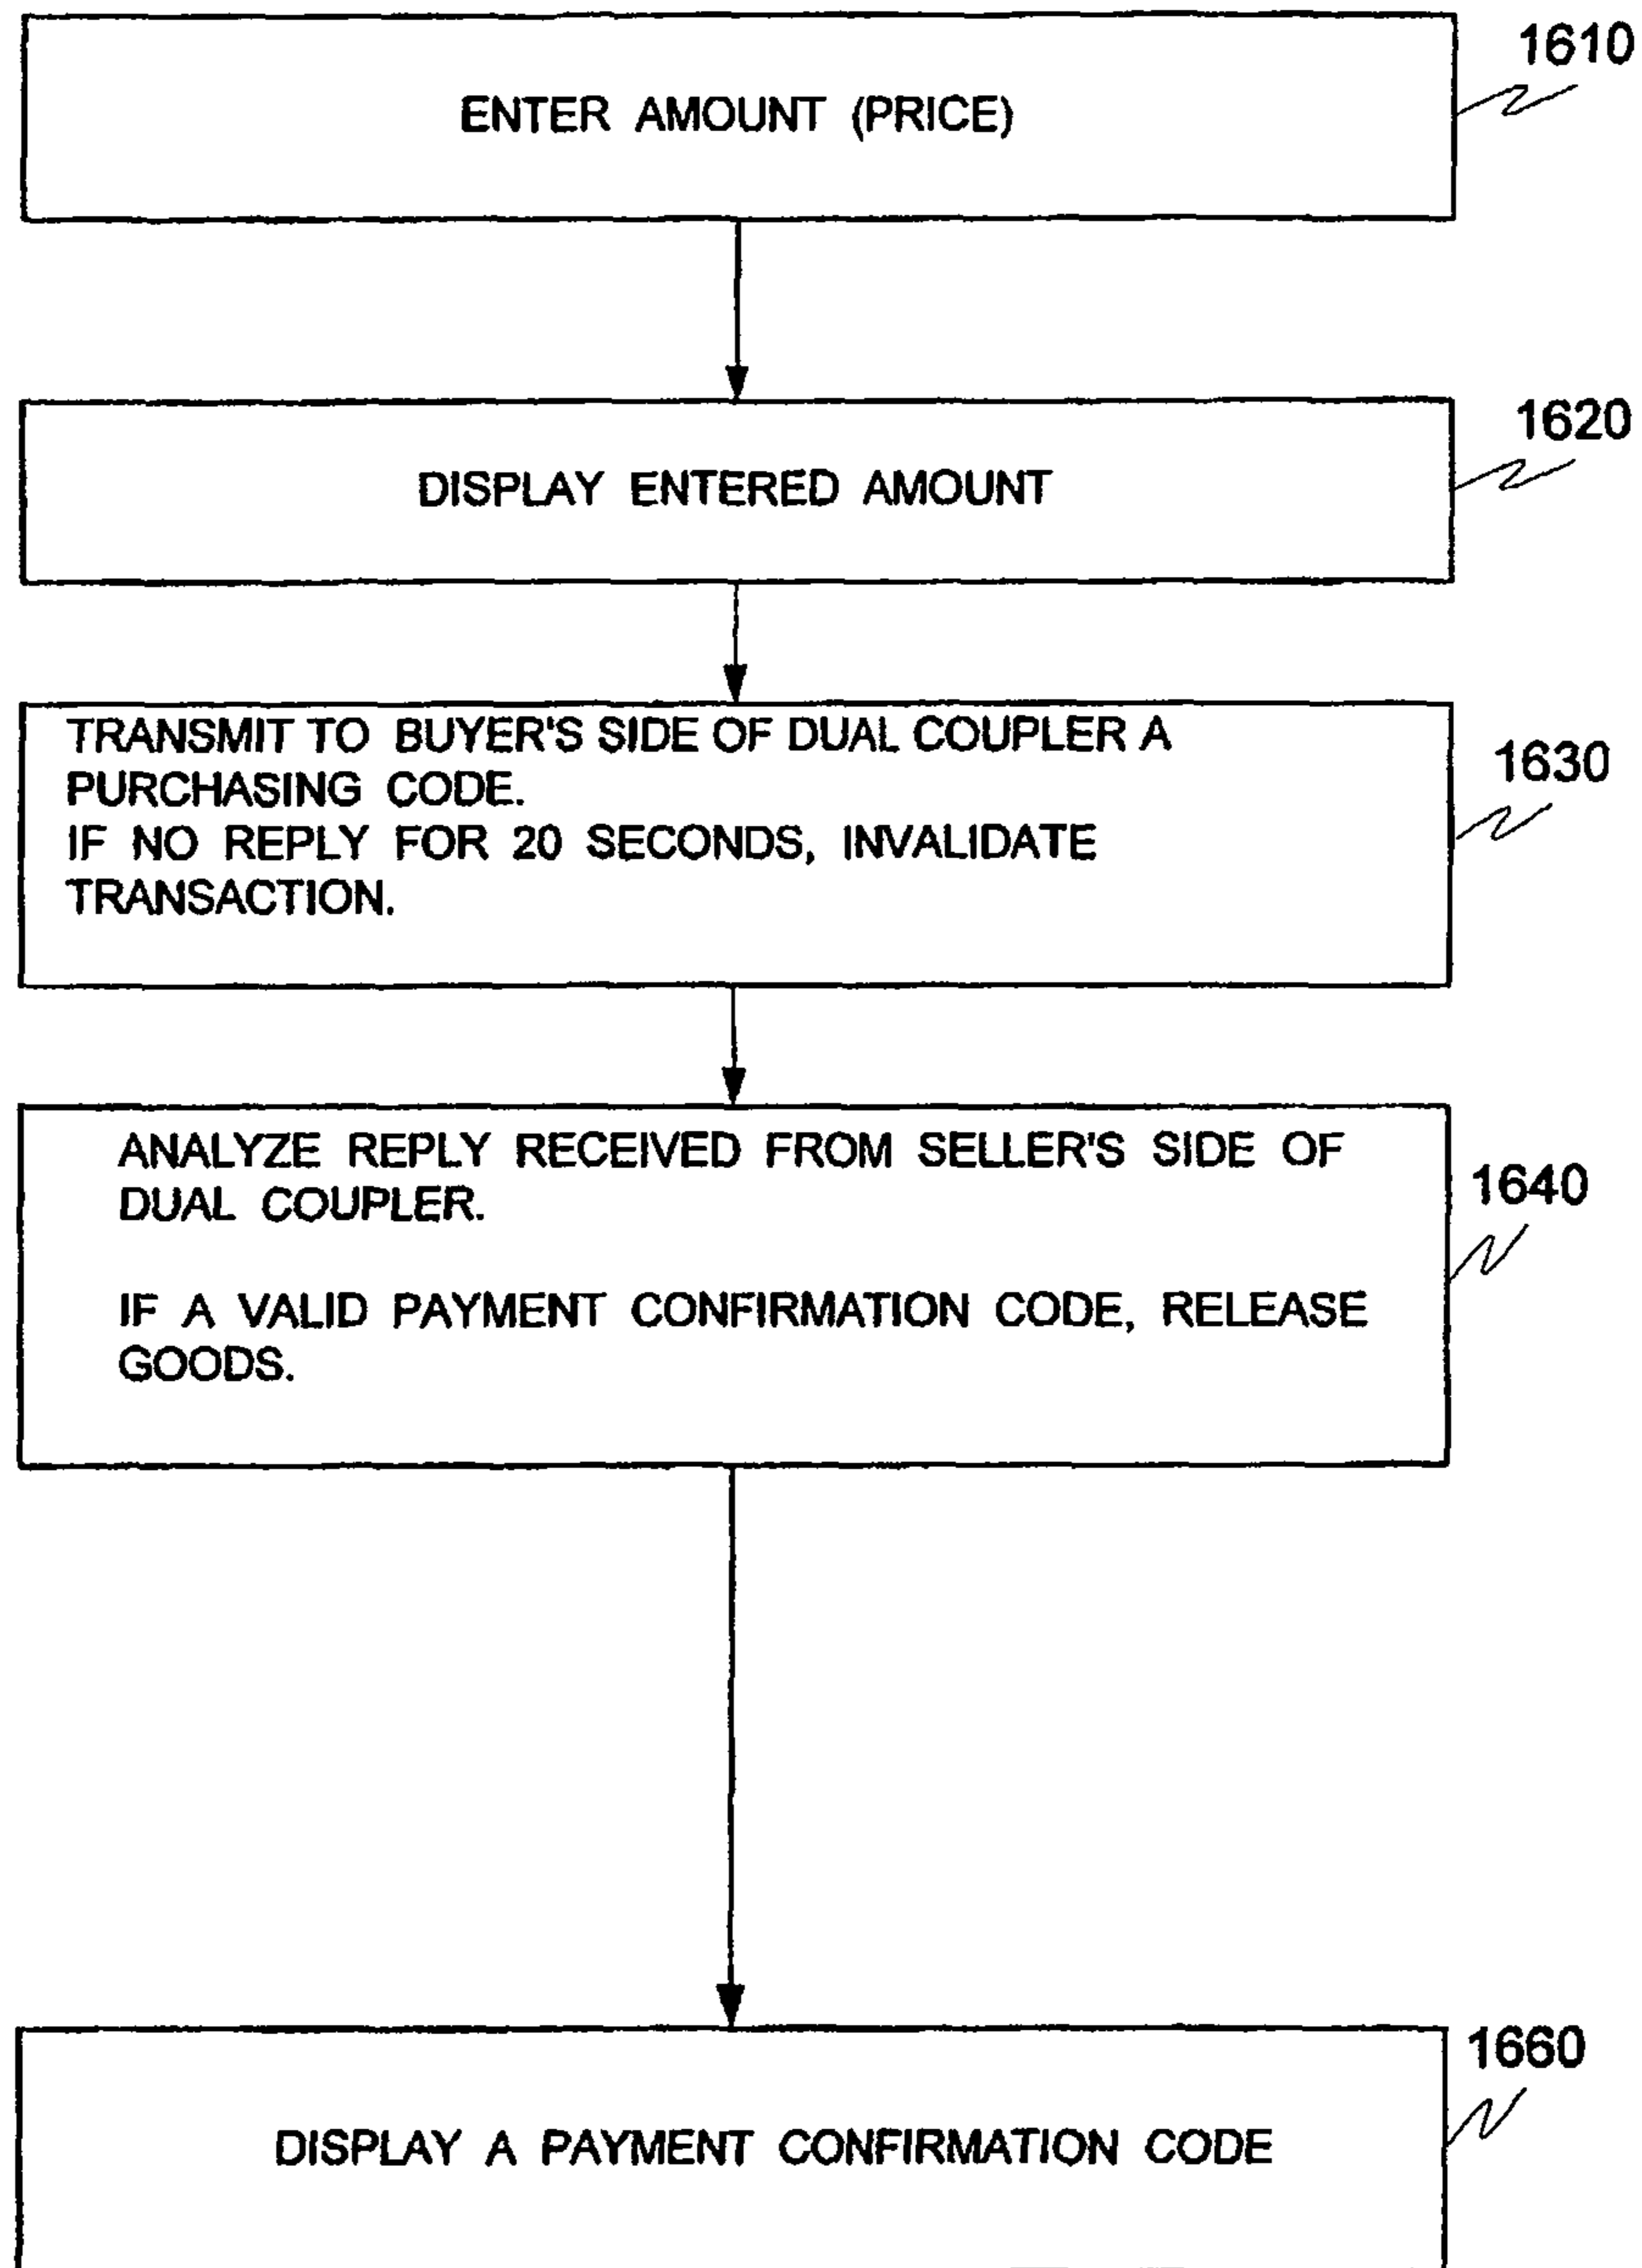 1610
ENTER AMOUNT (PRICE)
1620
DISPLAY ENTERED AMOUNT
TRANSMIT TO BUYER'S SIDE OF DUAL COUPLER A
PURCHASING CODE.
IF NO REPLY FOR 20 SECONDS, INVALIDATE
TRANSACTION.
1630
ANALYZE REPLY RECEIVED FROM SELLER'S SIDE OF
DUAL COUPLER.
1640
IF A VALID PAYMENT CONFIRMATION CODE, RELEASE
GOODS.
1660
DISPLAY A PAYMENT CONFIRMATION CODE